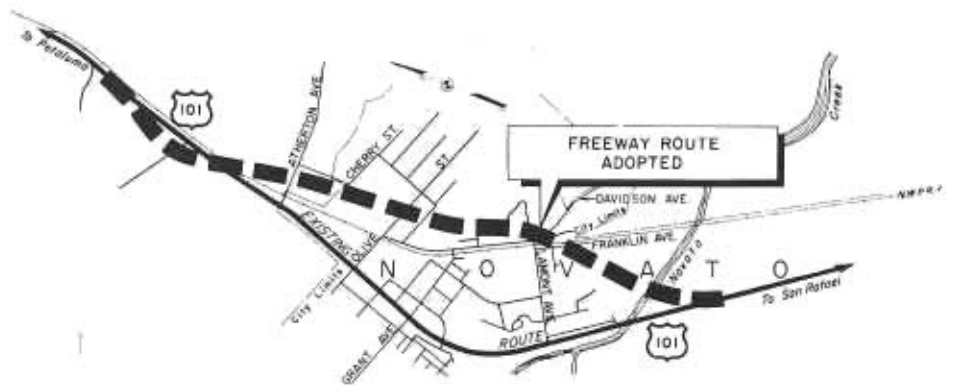 To Petaluma
101
ATHERTON AVE
CHERRY ST.
ST.
OLIVE
EXISTING
City Limits
GRANT AVE
FREEWAY ROUTE
ADOPTED
Creek
DAVIDSON AVE.
City Limits
FRANKLIN AVE.
N O V A T O
LAMONT AVE.
Novato
ROUTE
101
To San Rafael